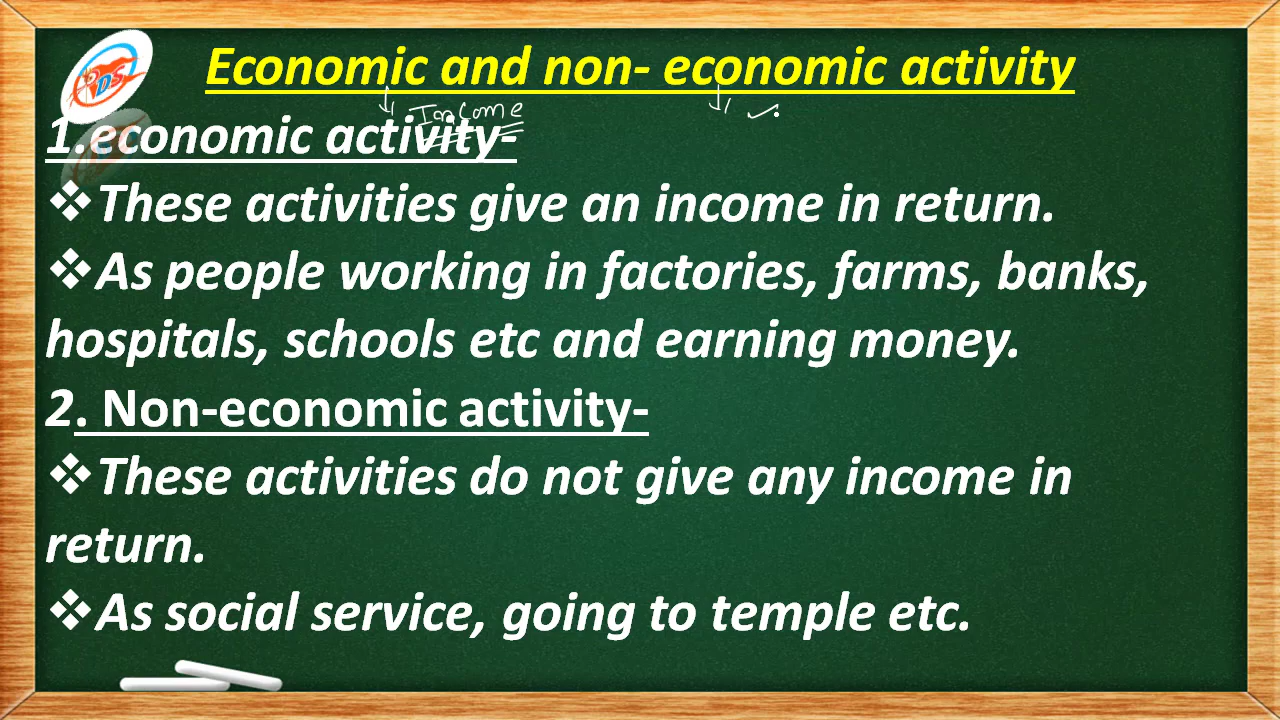 Economic and non- economic activity
Income
1.economic activity-
❖These activities give an income in return.
❖As people working in factories, farms, banks,
hospitals, schools etc and earning money.
2. Non-economic activity-
❖These activities do not give any income in
return.
❖As social service, going to temple etc.